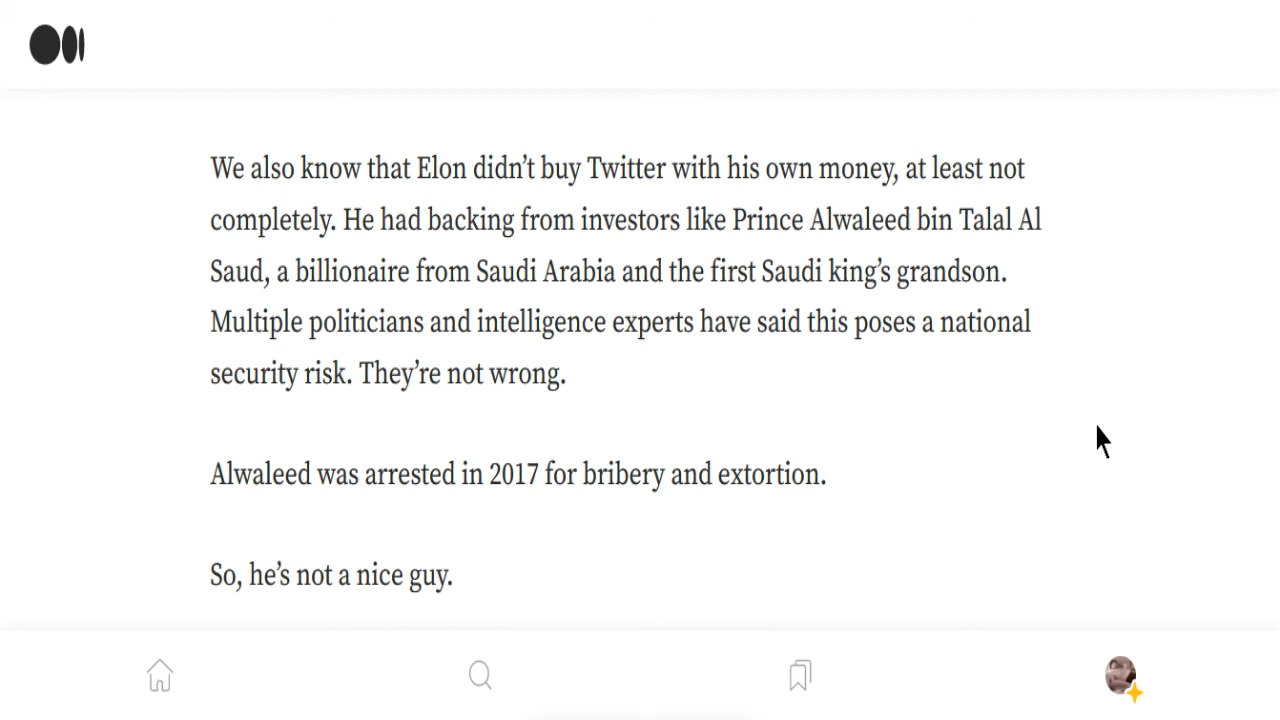 We also know that Elon didn’t buy Twitter with his own money, at least not
completely. He had backing from investors like Prince Alwaleed bin Talal Al
Saud, a billionaire from Saudi Arabia and the first Saudi king’s grandson.
Multiple politicians and intelligence experts have said this poses a national
security risk. They’re not wrong.
Alwaleed was arrested in 2017 for bribery and extortion.
So, he’s not a nice guy.